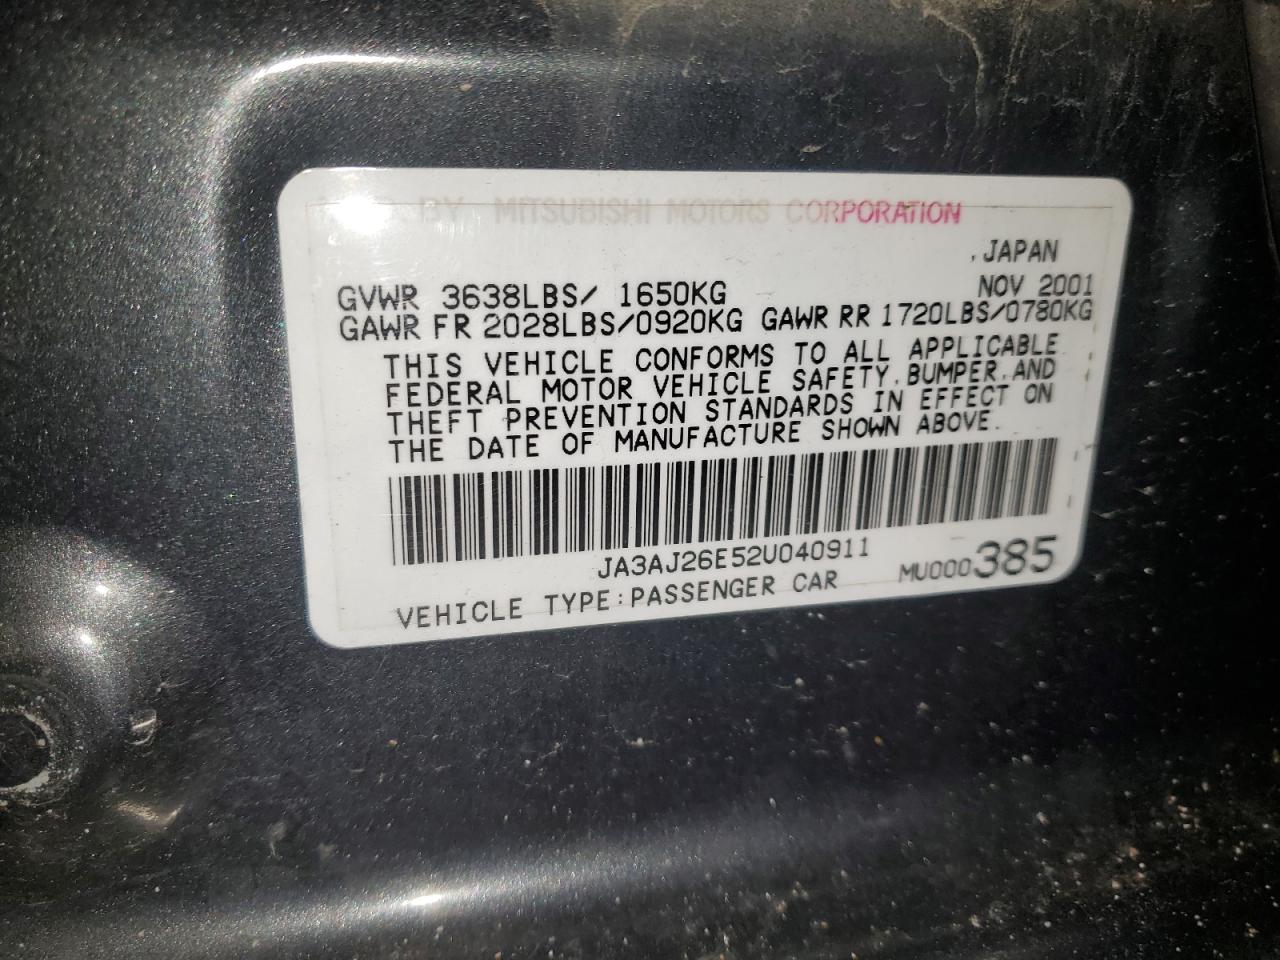 BY MITSUBISHI MOTORS CORPORATION
, JAPAN
GVWR 3638LBS/ 1650KG NOV 2001
GAWR FR 2028LBS/0920KG GAWR RR 1720LBS/0780KG
THIS VEHICLE CONFORMS TO ALL APPLICABLE
FEDERAL MOTOR VEHICLE SAFETY, BUMPER, AND
THEFT PREVENTION STANDARDS IN EFFECT ON
THE DATE OF MANUFACTURE SHOWN ABOVE.
JA3AJ26E52U040911
VEHICLE TYPE:PASSENGER CAR MU000385